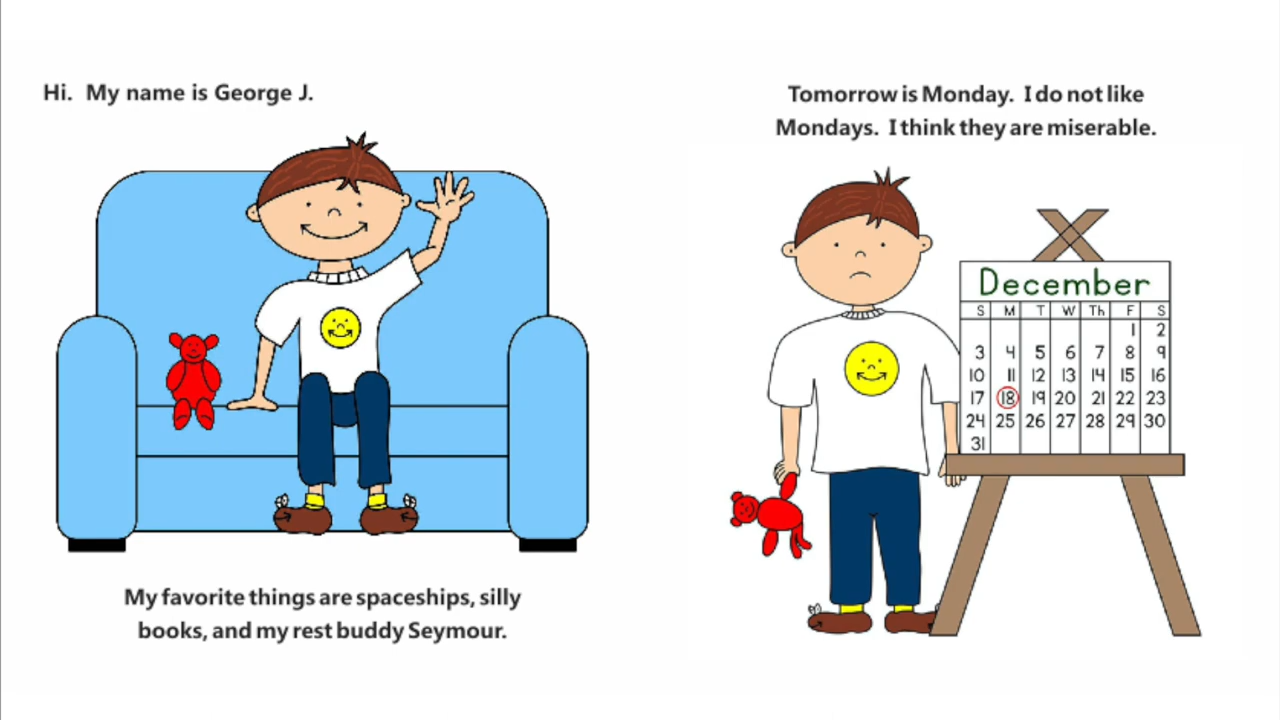 Hi. My name is George J.
My favorite things are spaceships, silly
books, and my rest buddy Seymour.
Tomorrow is Monday. I do not like
Mondays. I think they are miserable.
December
S M T W Th F S
1 2
3 4 5 6 7 8 9
10 11 12 13 14 15 16
17 18 19 20 21 22 23
24 25 26 27 28 29 30
31